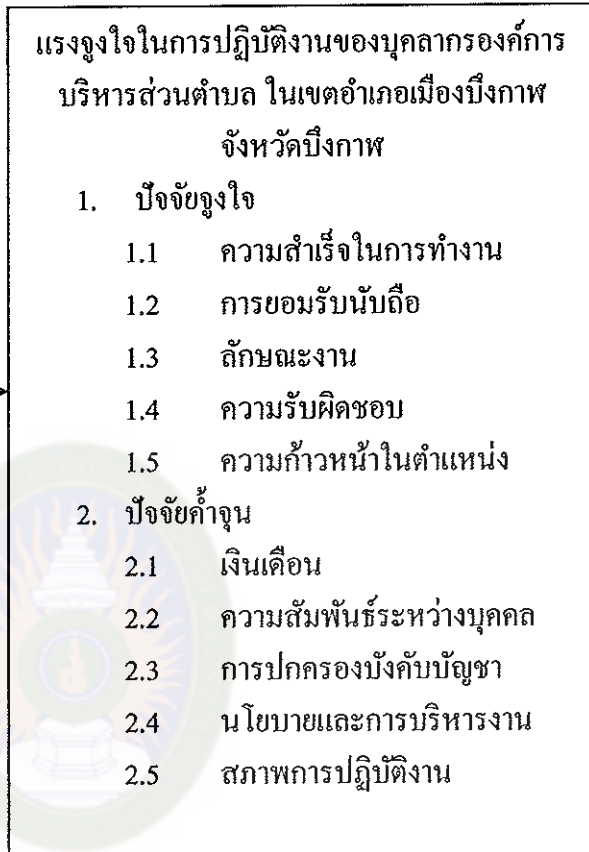 แรงจูงใจในการปฏิบัติงานของบุคลากรองค์การ
บริหารส่วนตำบล ในเขตอำเภอเมืองบึงกาฬ
จังหวัดบึงกาฬ
1. ปัจจัยจูงใจ
1.1 ความสำเร็จในการทำงาน
1.2 การยอมรับนับถือ
1.3 ลักษณะงาน
1.4 ความรับผิดชอบ
1.5 ความก้าวหน้าในตำแหน่ง
2. ปัจจัยค้ำจุน
2.1 เงินเดือน
2.2 ความสัมพันธ์ระหว่างบุคคล
2.3 การปกครองบังคับบัญชา
2.4 นโยบายและการบริหารงาน
2.5 สภาพการปฏิบัติงาน